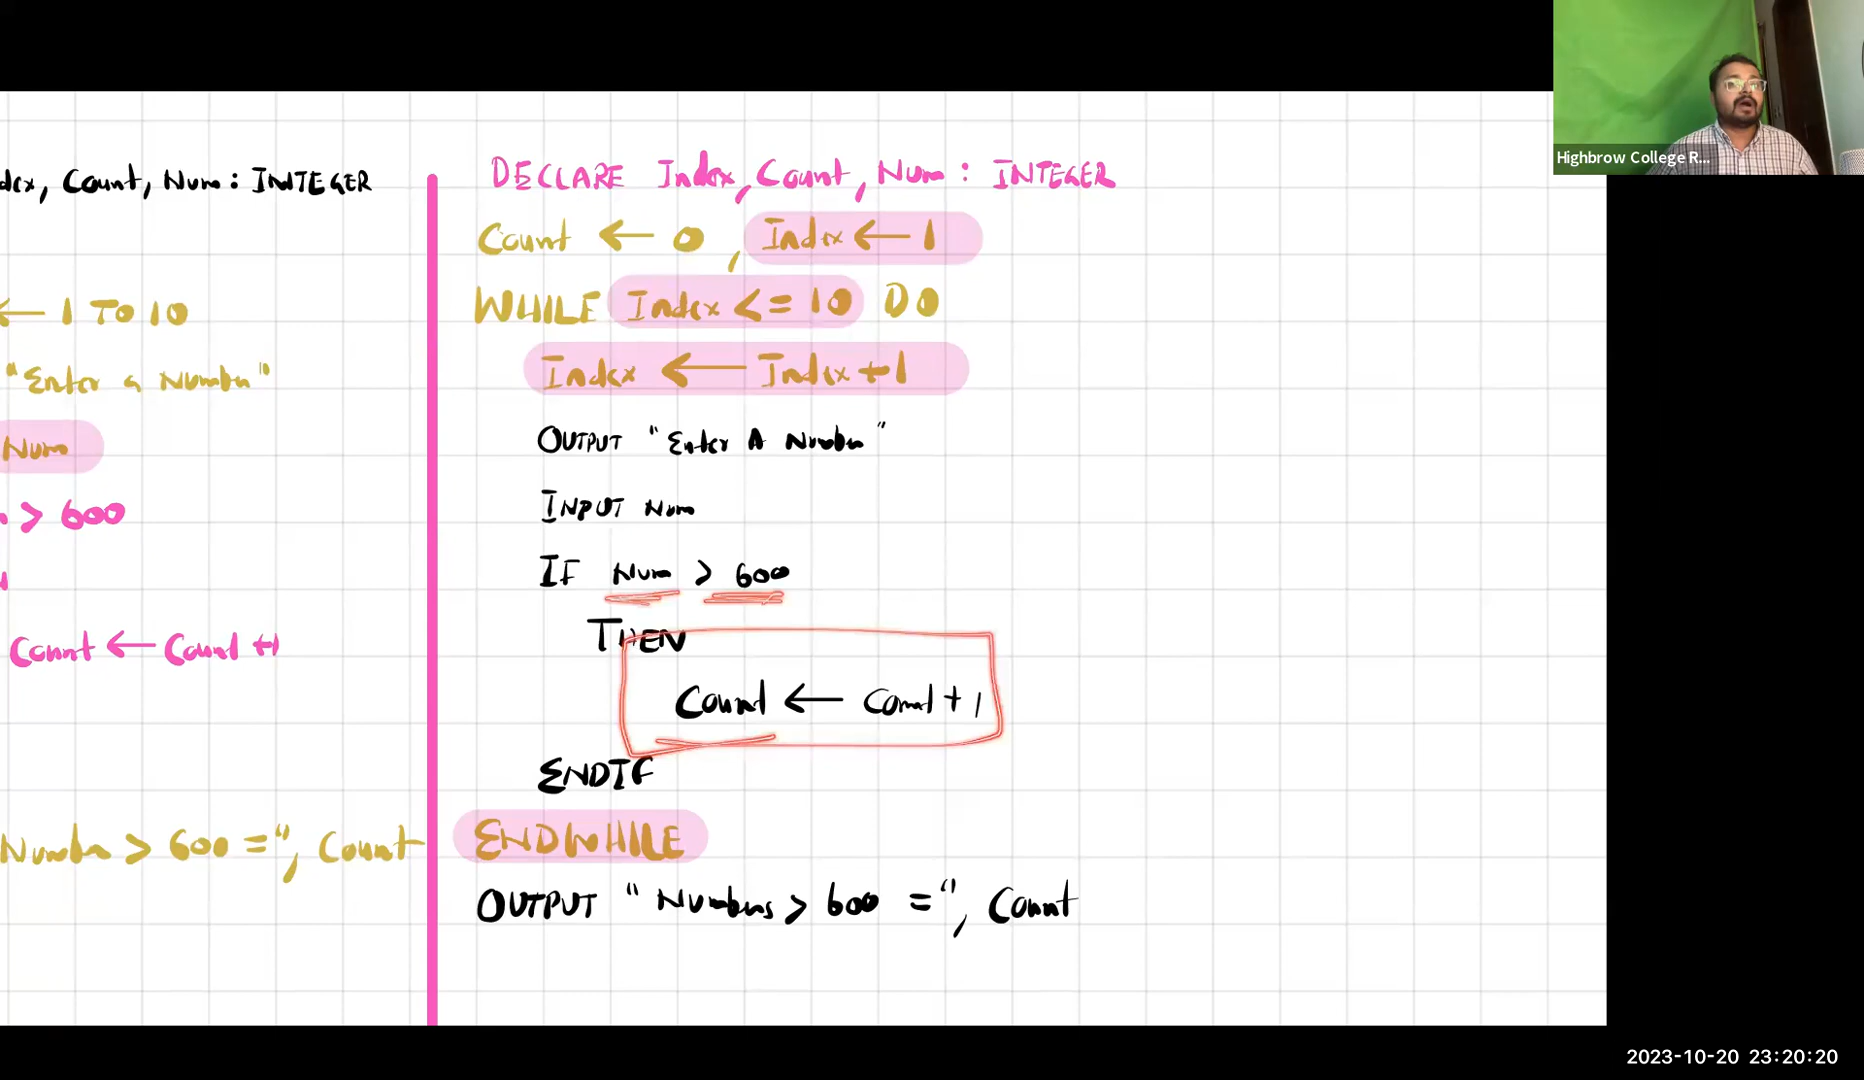 Count, Num : INTEGER
← 1 TO 10
"Enter a Number"
Num
> 600
Count ← Count +1
Number > 600 =", Count
DECLARE Index, Count, Num : INTEGER
Count ← 0 , Index ← 1
WHILE Index <= 10 DO
Index ← Index +1
OUTPUT "Enter A Number"
INPUT Num
IF Num > 600
THEN
Count ← Count + 1
ENDIF
ENDWHILE
OUTPUT "Numbers > 600 =", Count
Highbrow College R...
2023-10-20 23:20:20